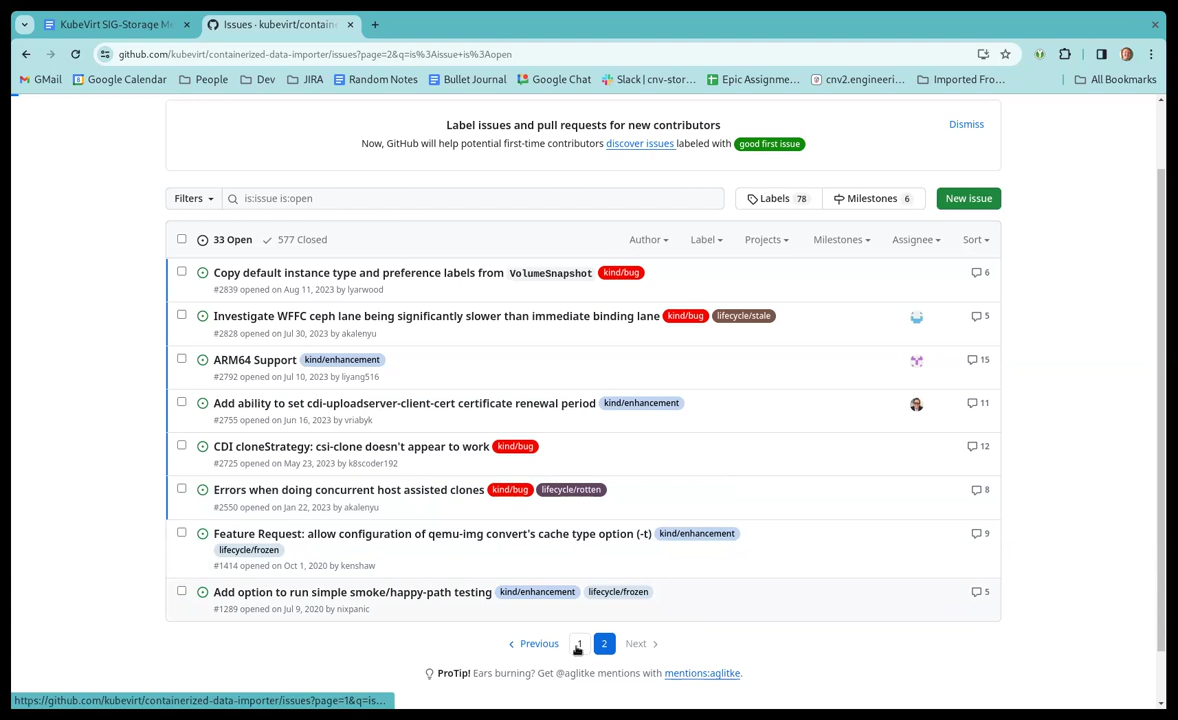 KubeVirt SIG-Storage Me
Issues · kubevirt/contain
github.com/kubevirt/containerized-data-importer/issues?page=2&q=is%3Aissue+is%3Aopen
GMail Google Calendar People Dev JIRA Random Notes Bullet Journal Google Chat Slack | cnv-stor... Epic Assignme... cnv2.engineeri... Imported Fro... All Bookmarks
Label issues and pull requests for new contributors
Dismiss
Now, GitHub will help potential first-time contributors discover issues labeled with good first issue
Filters is:issue is:open Labels 78 Milestones 6 New issue
33 Open 577 Closed Author Label Projects Milestones Assignee Sort
Copy default instance type and preference labels from VolumeSnapshot kind/bug 6
#2839 opened on Aug 11, 2023 by lyarwood
Investigate WFFC ceph lane being significantly slower than immediate binding lane kind/bug lifecycle/stale 5
#2828 opened on Jul 30, 2023 by akalenyu
ARM64 Support kind/enhancement 15
#2792 opened on Jul 10, 2023 by liyang516
Add ability to set cdi-uploadserver-client-cert certificate renewal period kind/enhancement 11
#2755 opened on Jun 16, 2023 by vriabyk
CDI cloneStrategy: csi-clone doesn't appear to work kind/bug 12
#2725 opened on May 23, 2023 by k8scoder192
Errors when doing concurrent host assisted clones kind/bug lifecycle/rotten 8
#2550 opened on Jan 22, 2023 by akalenyu
Feature Request: allow configuration of qemu-img convert's cache type option (-t) kind/enhancement 9
lifecycle/frozen
#1414 opened on Oct 1, 2020 by kenshaw
Add option to run simple smoke/happy-path testing kind/enhancement lifecycle/frozen 5
#1289 opened on Jul 9, 2020 by nixpanic
Previous 1 2 Next
ProTip! Ears burning? Get @aglitke mentions with mentions:aglitke.
https://github.com/kubevirt/containerized-data-importer/issues?page=1&q=is...